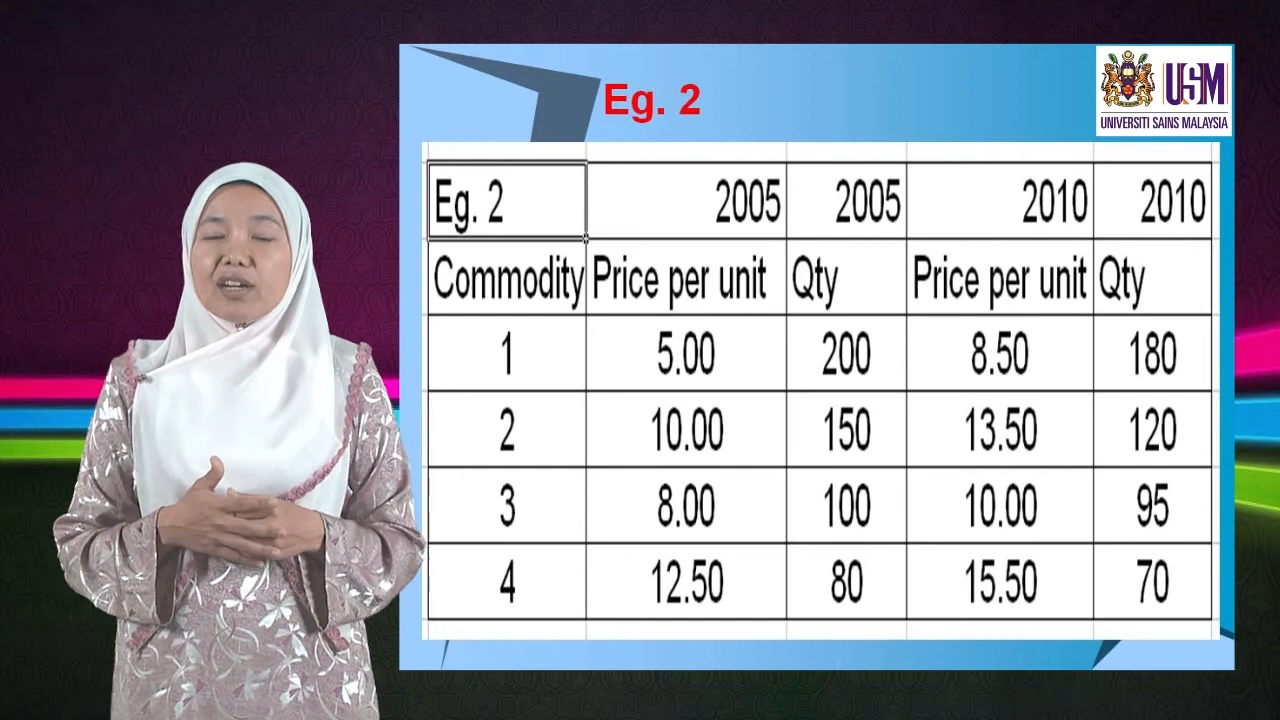 Eg. 2
USM
UNIVERSITI SAINS MALAYSIA
Eg. 2 2005 2005 2010 2010
Commodity Price per unit Qty Price per unit Qty
1 5.00 200 8.50 180
2 10.00 150 13.50 120
3 8.00 100 10.00 95
4 12.50 80 15.50 70